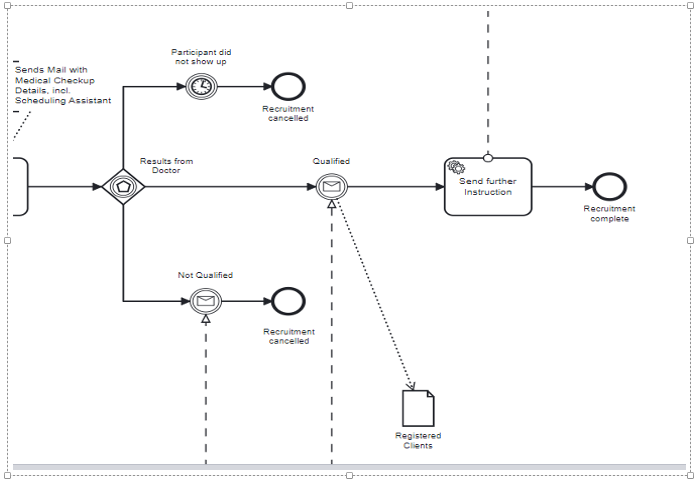 Participant did
not show up
Sends Mail with
Medical Checkup
Details, incl.
Scheduling Assistant
Recruitment
cancelled
Results from
Doctor
Qualified
Send further
Instruction
Recruitment
complete
Not Qualified
Recruitment
cancelled
Registered
Clients